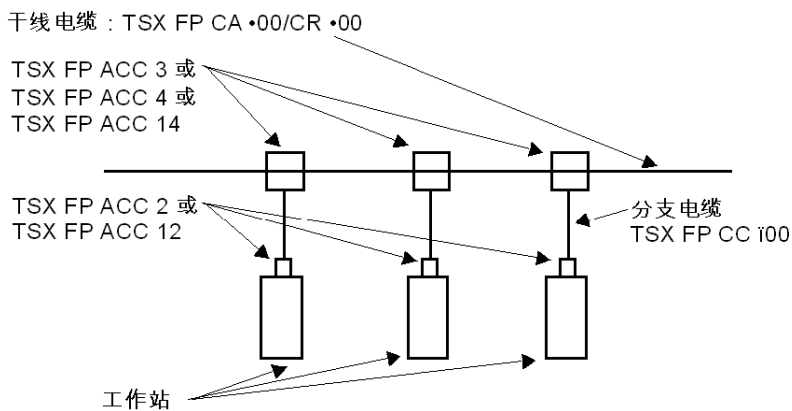 干线电缆：TSX FP CA •00/CR •00
TSX FP ACC 3 或
TSX FP ACC 4 或
TSX FP ACC 14
TSX FP ACC 2 或
TSX FP ACC 12
分支电缆
TSX FP CC ï00
工作站